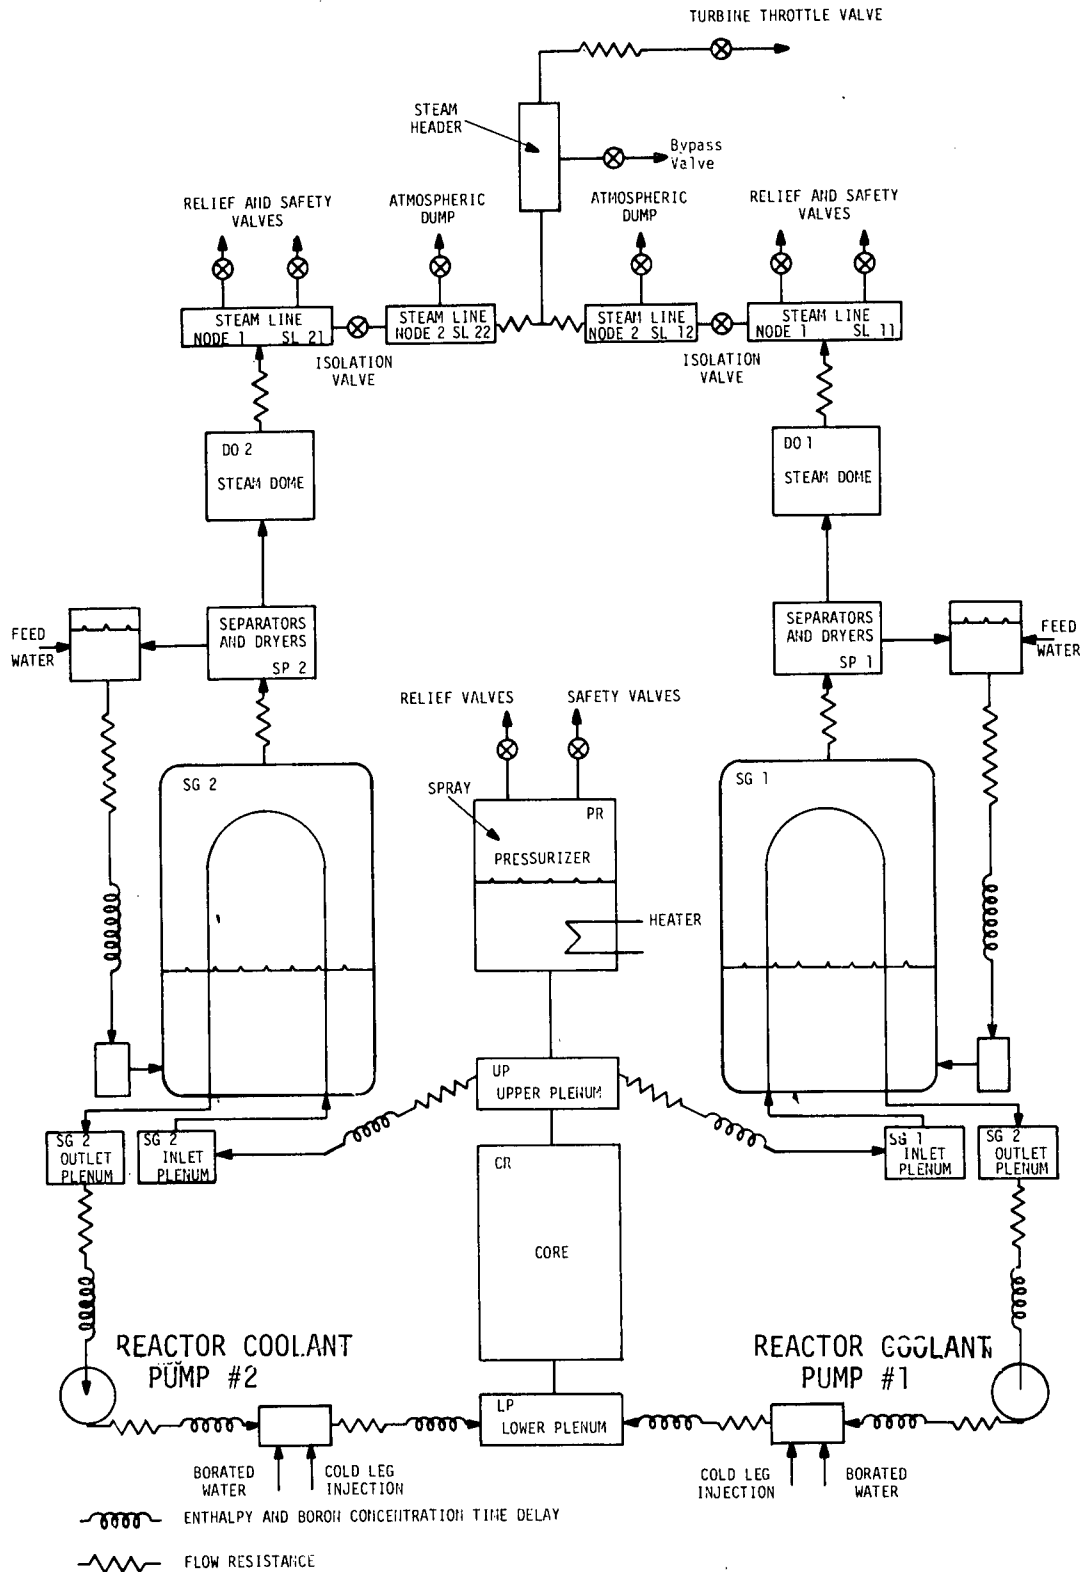 TURBINE THROTTLE VALVE
STEAM
HEADER
Bypass
Valve
RELIEF AND SAFETY
VALVES
ATMOSPHERIC
DUMP
ATMOSPHERIC
DUMP
RELIEF AND SAFETY
VALVES
STEAM LINE
NODE 1 SL 21
STEAM LINE
NODE 2 SL 22
STEAM LINE
NODE 2 SL 12
STEAM LINE
NODE 1 SL 11
ISOLATION
VALVE
ISOLATION
VALVE
DO 2
STEAM DOME
DO 1
STEAM DOME
FEED
WATER
SEPARATORS
AND DRYERS
SP 2
SEPARATORS
AND DRYERS
SP 1
FEED
WATER
RELIEF VALVES
SAFETY VALVES
SG 2
SPRAY
PR
PRESSURIZER
HEATER
SG 1
UP
UPPER PLENUM
SG 2
OUTLET
PLENUM
SG 2
INLET
PLENUM
SG 1
INLET
PLENUM
SG 2
OUTLET
PLENUM
CR
CORE
REACTOR COOLANT
PUMP #2
REACTOR COOLANT
PUMP #1
LP
LOWER PLENUM
BORATED
WATER
COLD LEG
INJECTION
COLD LEG
INJECTION
BORATED
WATER
ENTHALPY AND BORON CONCENTRATION TIME DELAY
FLOW RESISTANCE